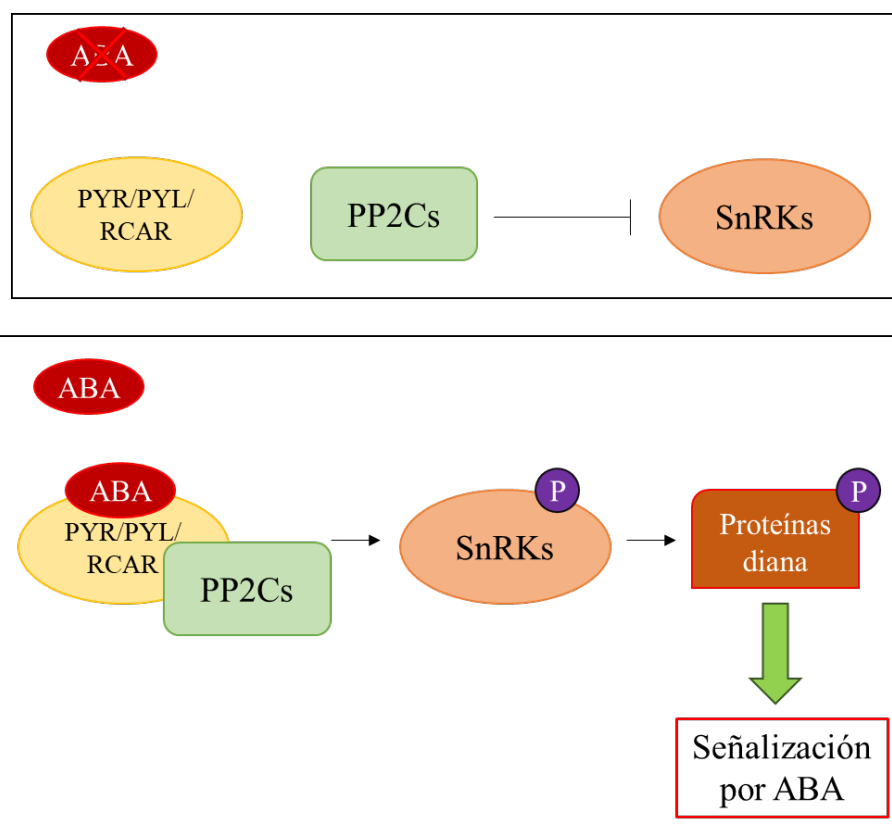 ABA
PYR/PYL/
RCAR
PP2Cs
SnRKs
ABA
ABA
PYR/PYL/
RCAR
PP2Cs
SnRKs
P
Proteínas
diana
P
Señalización
por ABA